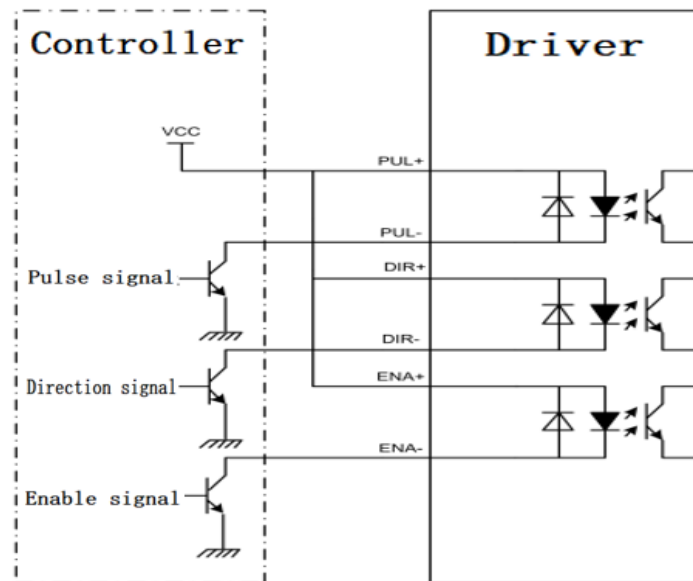 Controller
Driver
VCC
PUL+
PUL-
Pulse signal
DIR+
DIR-
Direction signal
ENA+
ENA-
Enable signal